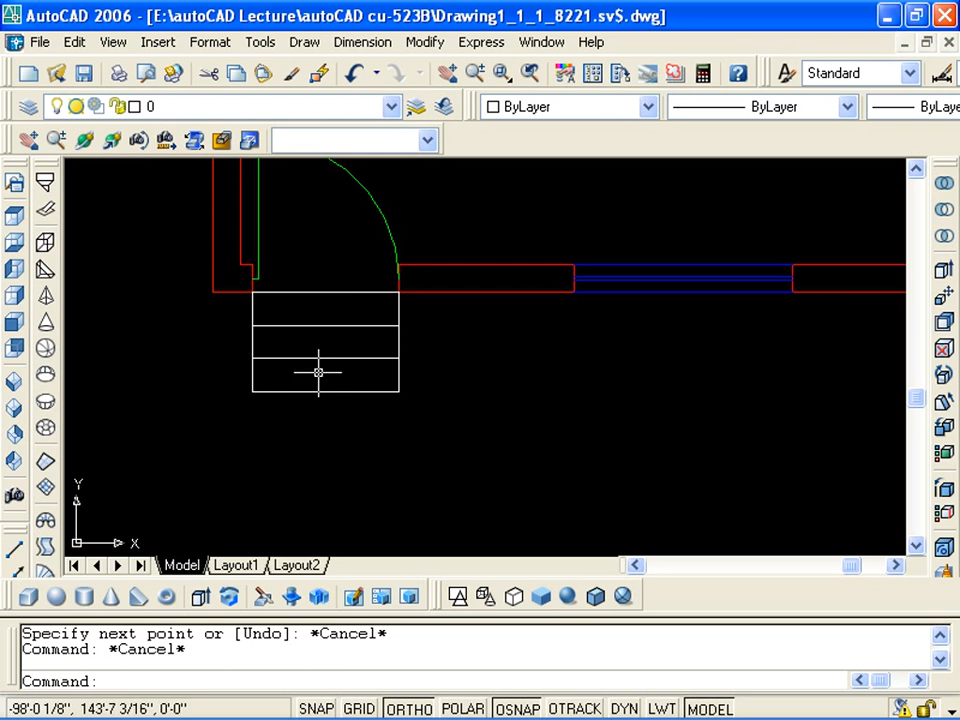 AutoCAD 2006 - [E:\autoCAD Lecture\autoCAD cu-523B\Drawing1_1_1_8221.sv$.dwg]
File Edit View Insert Format Tools Draw Dimension Modify Express Window Help
Standard
0 ByLayer ByLayer ByLaye
Y
X
Model Layout1 Layout2
Specify next point or [Undo]: *Cancel*
Command: *Cancel*
Command:
-98'-0 1/8", 143'-7 3/16", 0'-0" SNAP GRID ORTHO POLAR OSNAP OTRACK DYN LWT MODEL